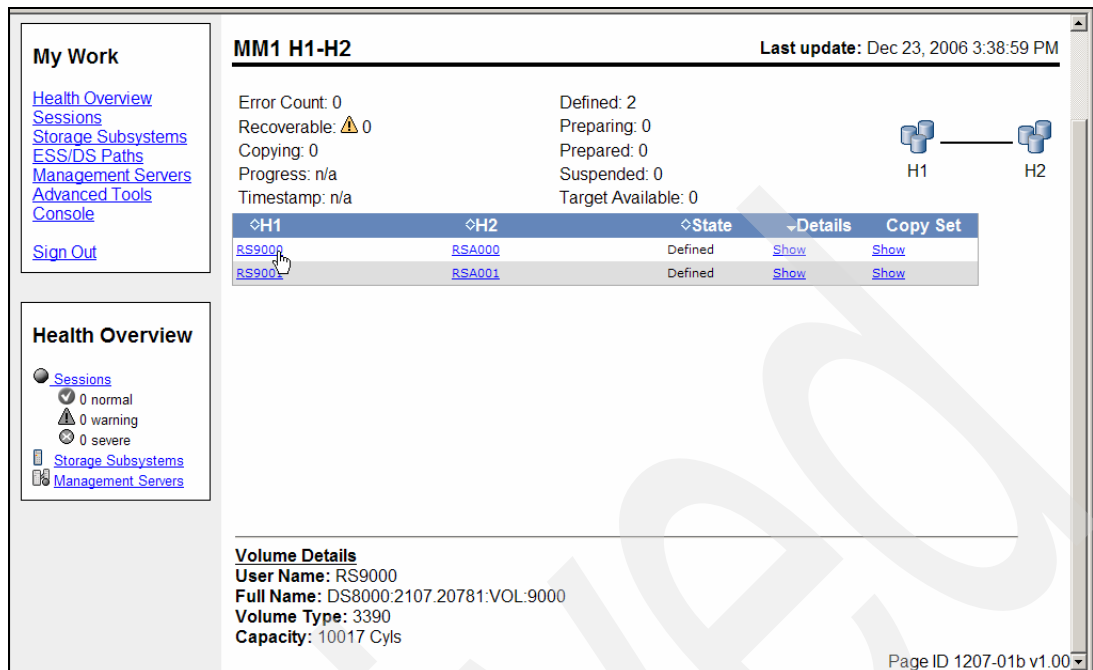 My Work
Health Overview
Sessions
Storage Subsystems
ESS/DS Paths
Management Servers
Advanced Tools
Console
Sign Out
Health Overview
Sessions
0 normal
0 warning
0 severe
Storage Subsystems
Management Servers
MM1 H1-H2
Last update: Dec 23, 2006 3:38:59 PM
Error Count: 0
Recoverable: 0
Copying: 0
Progress: n/a
Timestamp: n/a
Defined: 2
Preparing: 0
Prepared: 0
Suspended: 0
Target Available: 0
H1 H2
H1 H2 State Details Copy Set
RS9000 RSA000 Defined Show Show
RS9001 RSA001 Defined Show Show
Volume Details
User Name: RS9000
Full Name: DS8000:2107.20781:VOL:9000
Volume Type: 3390
Capacity: 10017 Cyls
Page ID 1207-01b v1.00